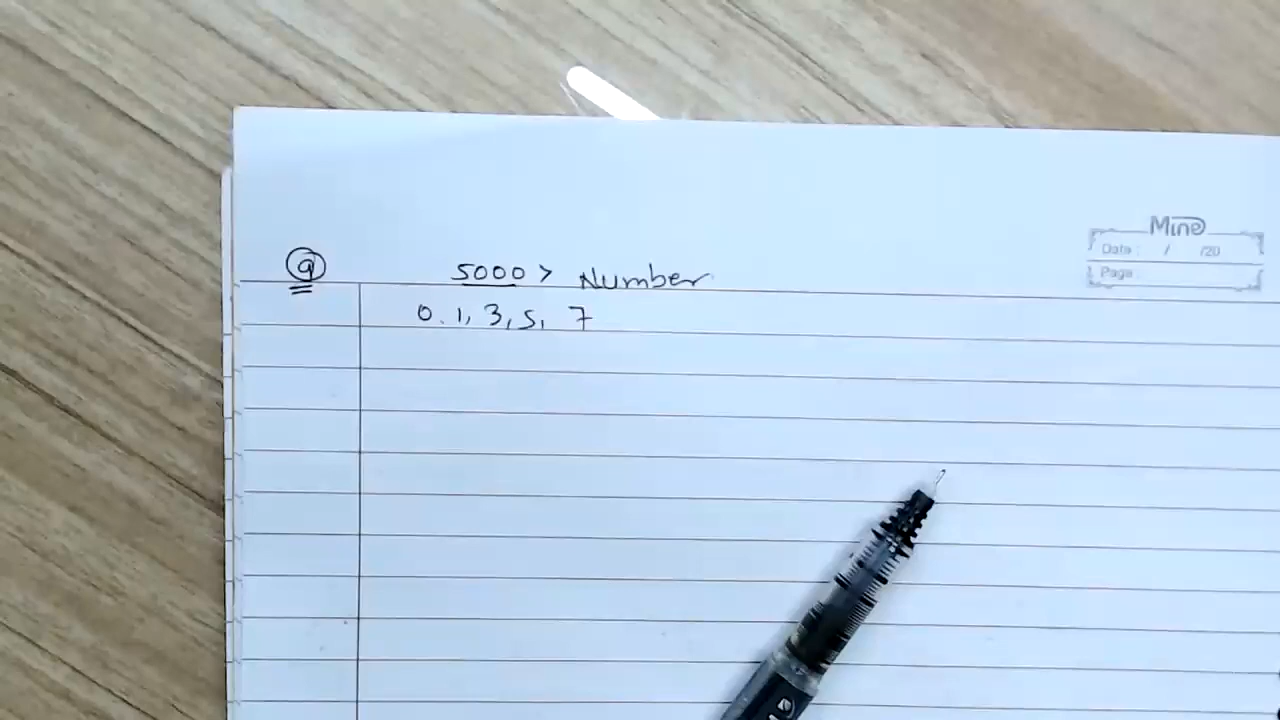 Mine
Date : / /20
Page :
9 5000 > Number
0. 1, 3, 5, 7